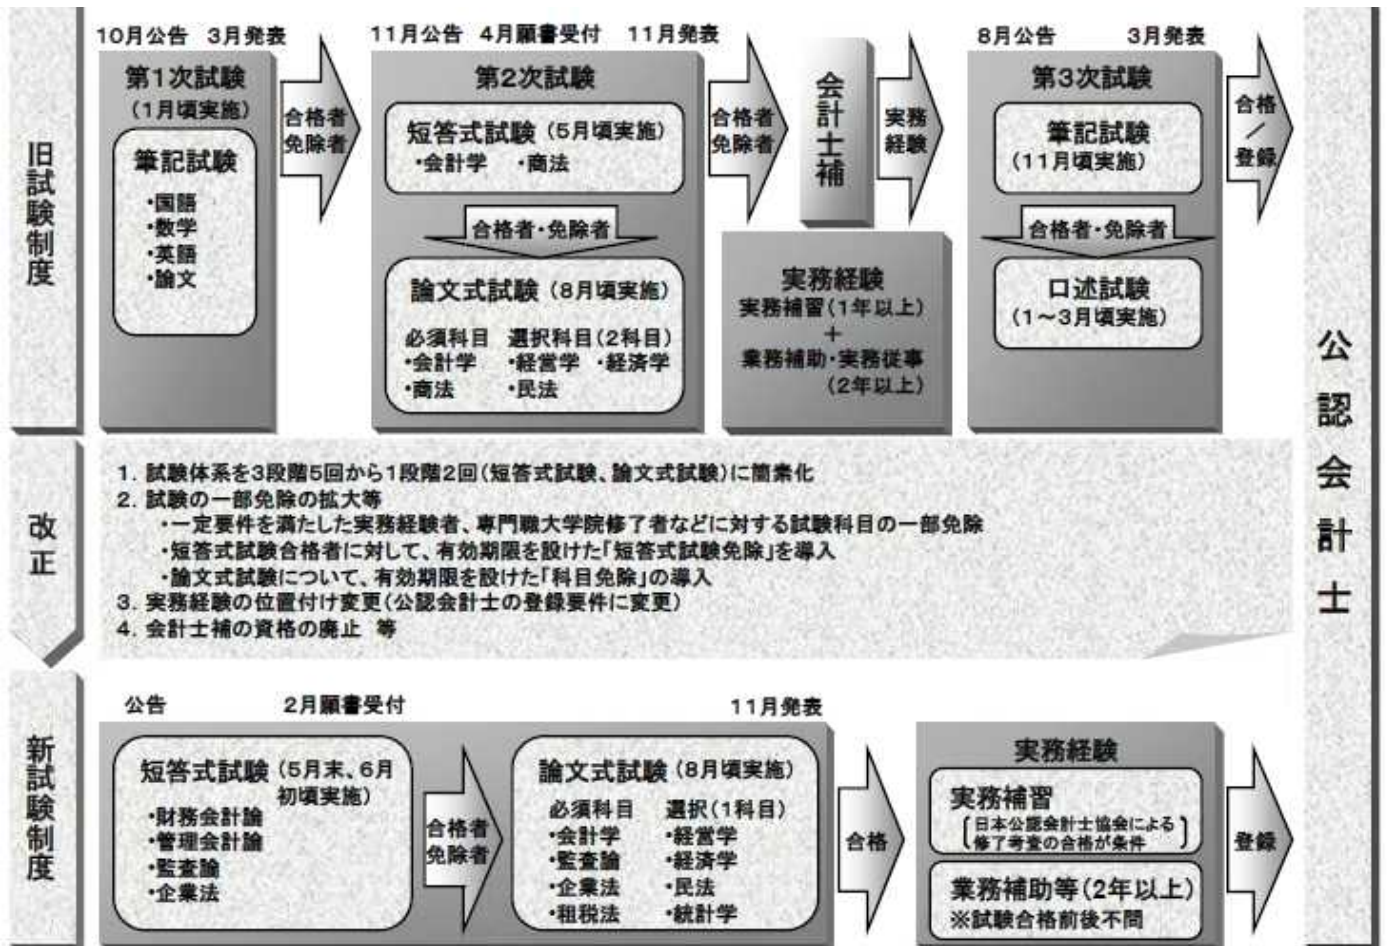 旧試験制度
10月公告 3月発表
第1次試験
(1月頃実施)
筆記試験
・国語
・数学
・英語
・論文
合格者
免除者
11月公告 4月願書受付 11月発表
第2次試験
短答式試験(5月頃実施)
・会計学 ・商法
合格者・免除者
論文式試験(8月頃実施)
必須科目 選択科目(2科目)
・会計学 ・経営学 ・経済学
・商法 ・民法
合格者
免除者
会計士補
実務
経験
実務経験
実務補習(1年以上)
+
業務補助・実務従事
(2年以上)
8月公告 3月発表
第3次試験
筆記試験
(11月頃実施)
合格者・免除者
口述試験
(1~3月頃実施)
合格
/
登録
公認会計士
改正
1. 試験体系を3段階5回から1段階2回(短答式試験、論文式試験)に簡素化
2. 試験の一部免除の拡大等
・一定要件を満たした実務経験者、専門職大学院修了者などに対する試験科目の一部免除
・短答式試験合格者に対して、有効期限を設けた「短答式試験免除」を導入
・論文式試験について、有効期限を設けた「科目免除」の導入
3. 実務経験の位置付け変更(公認会計士の登録要件に変更)
4. 会計士補の資格の廃止 等
新試験制度
公告 2月願書受付 11月発表
短答式試験(5月末、6月
初頃実施)
・財務会計論
・管理会計論
・監査論
・企業法
合格者
免除者
論文式試験(8月頃実施)
必須科目 選択(1科目)
・会計学 ・経営学
・監査論 ・経済学
・企業法 ・民法
・租税法 ・統計学
合格
実務経験
実務補習
日本公認会計士協会による
修了考査の合格が条件
業務補助等(2年以上)
※試験合格前後不問
登録